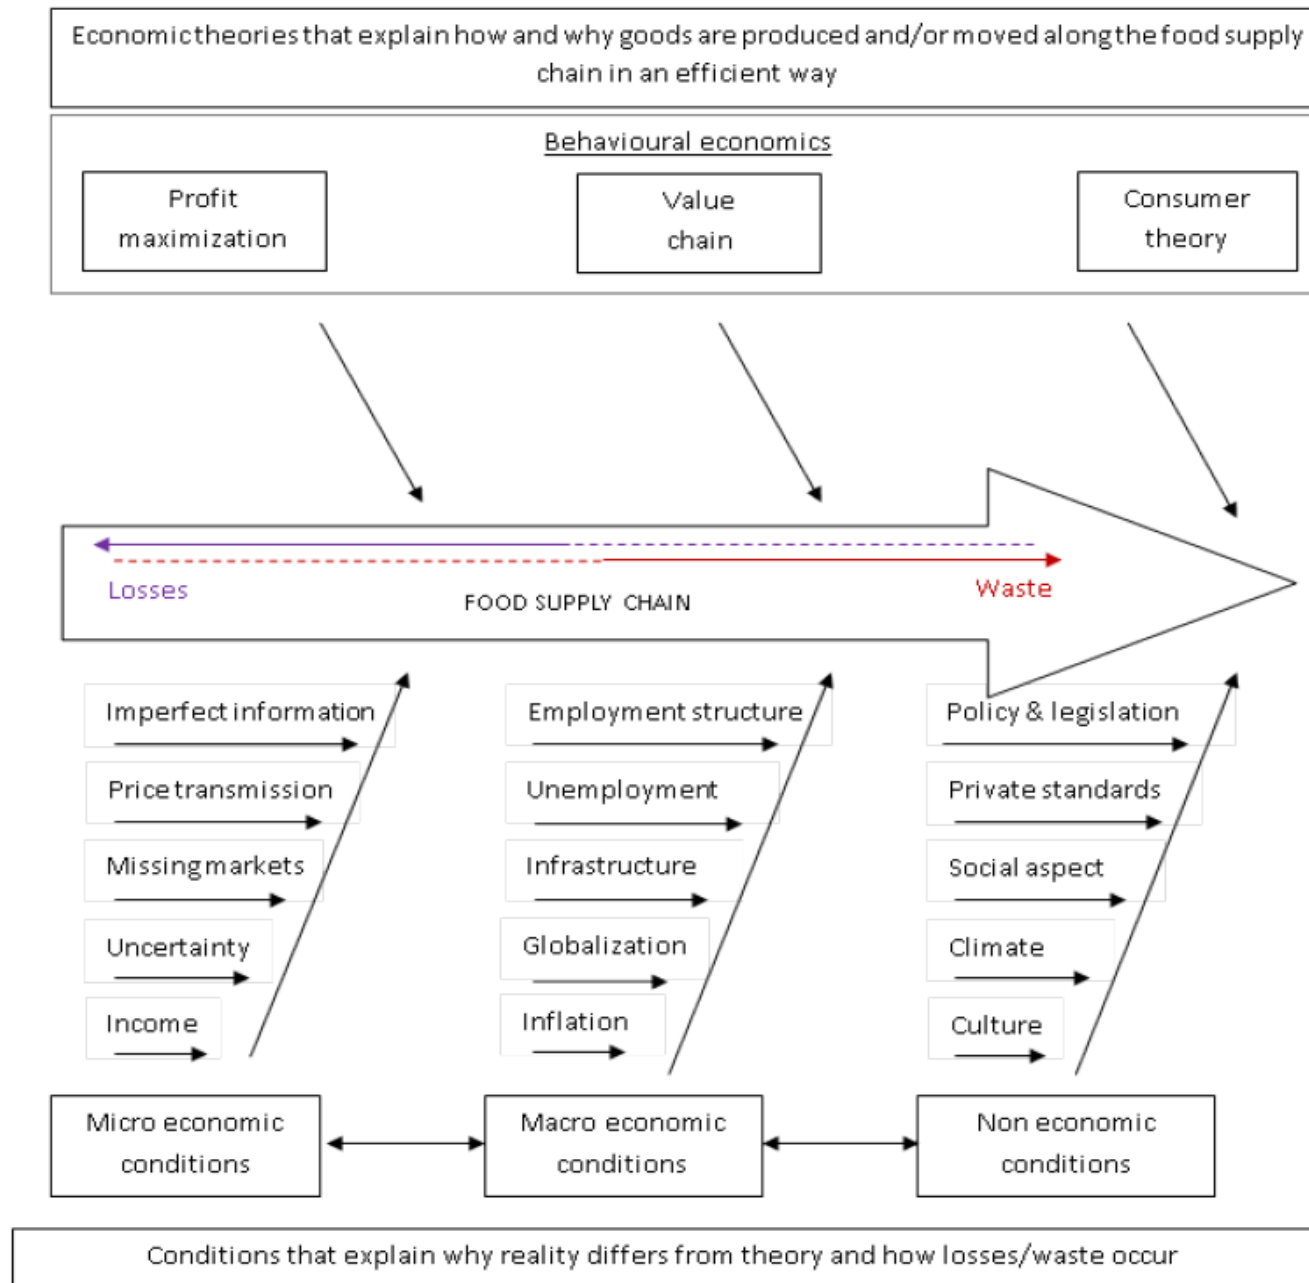 Economic theories that explain how and why goods are produced and/or moved along the food supply
chain in an efficient way
Behavioural economics
Profit
maximization
Value
chain
Consumer
theory
Losses
Waste
FOOD SUPPLY CHAIN
Imperfect information
Price transmission
Missing markets
Uncertainty
Income
Employment structure
Unemployment
Infrastructure
Globalization
Inflation
Policy & legislation
Private standards
Social aspect
Climate
Culture
Micro economic
conditions
Macro economic
conditions
Non economic
conditions
Conditions that explain why reality differs from theory and how losses/waste occur